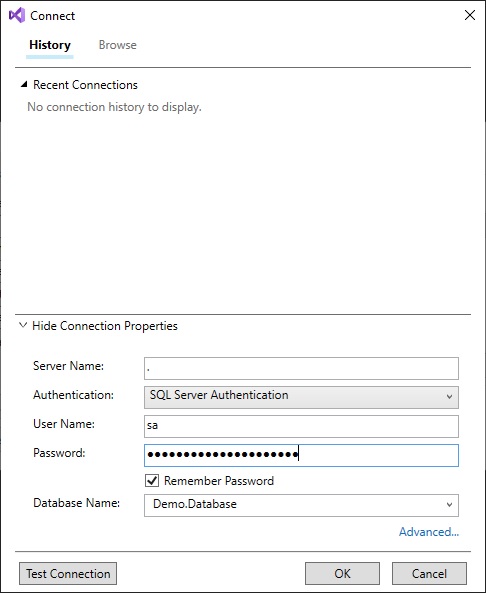 Connect
History Browse
Recent Connections
No connection history to display.
Hide Connection Properties
Server Name: .
Authentication: SQL Server Authentication
User Name: sa
Password: ●●●●●●●●●●●●●●●●●●●●●
Remember Password
Database Name: Demo.Database
Advanced...
Test Connection OK Cancel